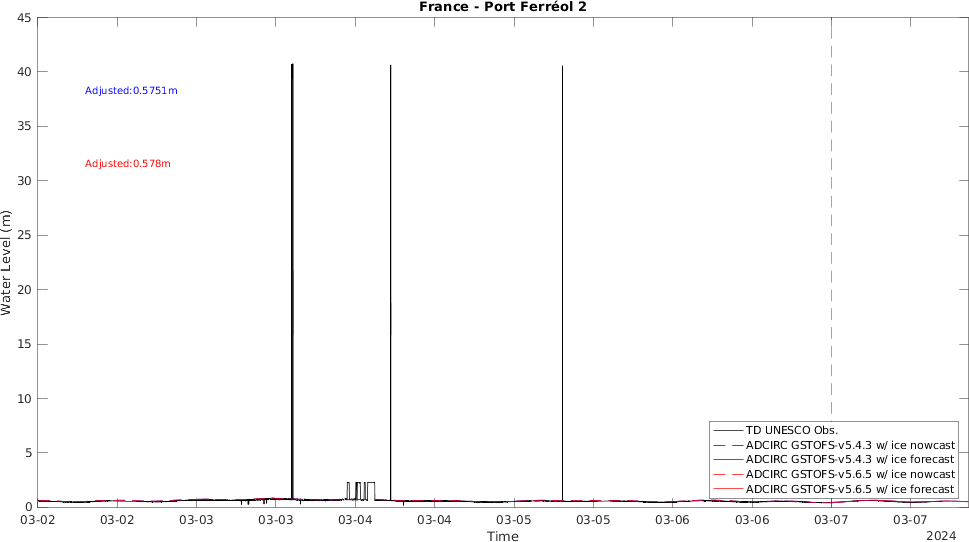 France - Port Ferréol 2
45
40
35
30
25
20
15
10
5
0
Water Level (m)
Adjusted:0.5751m
Adjusted:0.578m
TD UNESCO Obs.
ADCIRC GSTOFS-v5.4.3 w/ ice nowcast
ADCIRC GSTOFS-v5.4.3 w/ ice forecast
ADCIRC GSTOFS-v5.6.5 w/ ice nowcast
ADCIRC GSTOFS-v5.6.5 w/ ice forecast
03-02 03-02 03-03 03-03 03-04 03-04 03-05 03-05 03-06 03-06 03-07 03-07
Time
2024